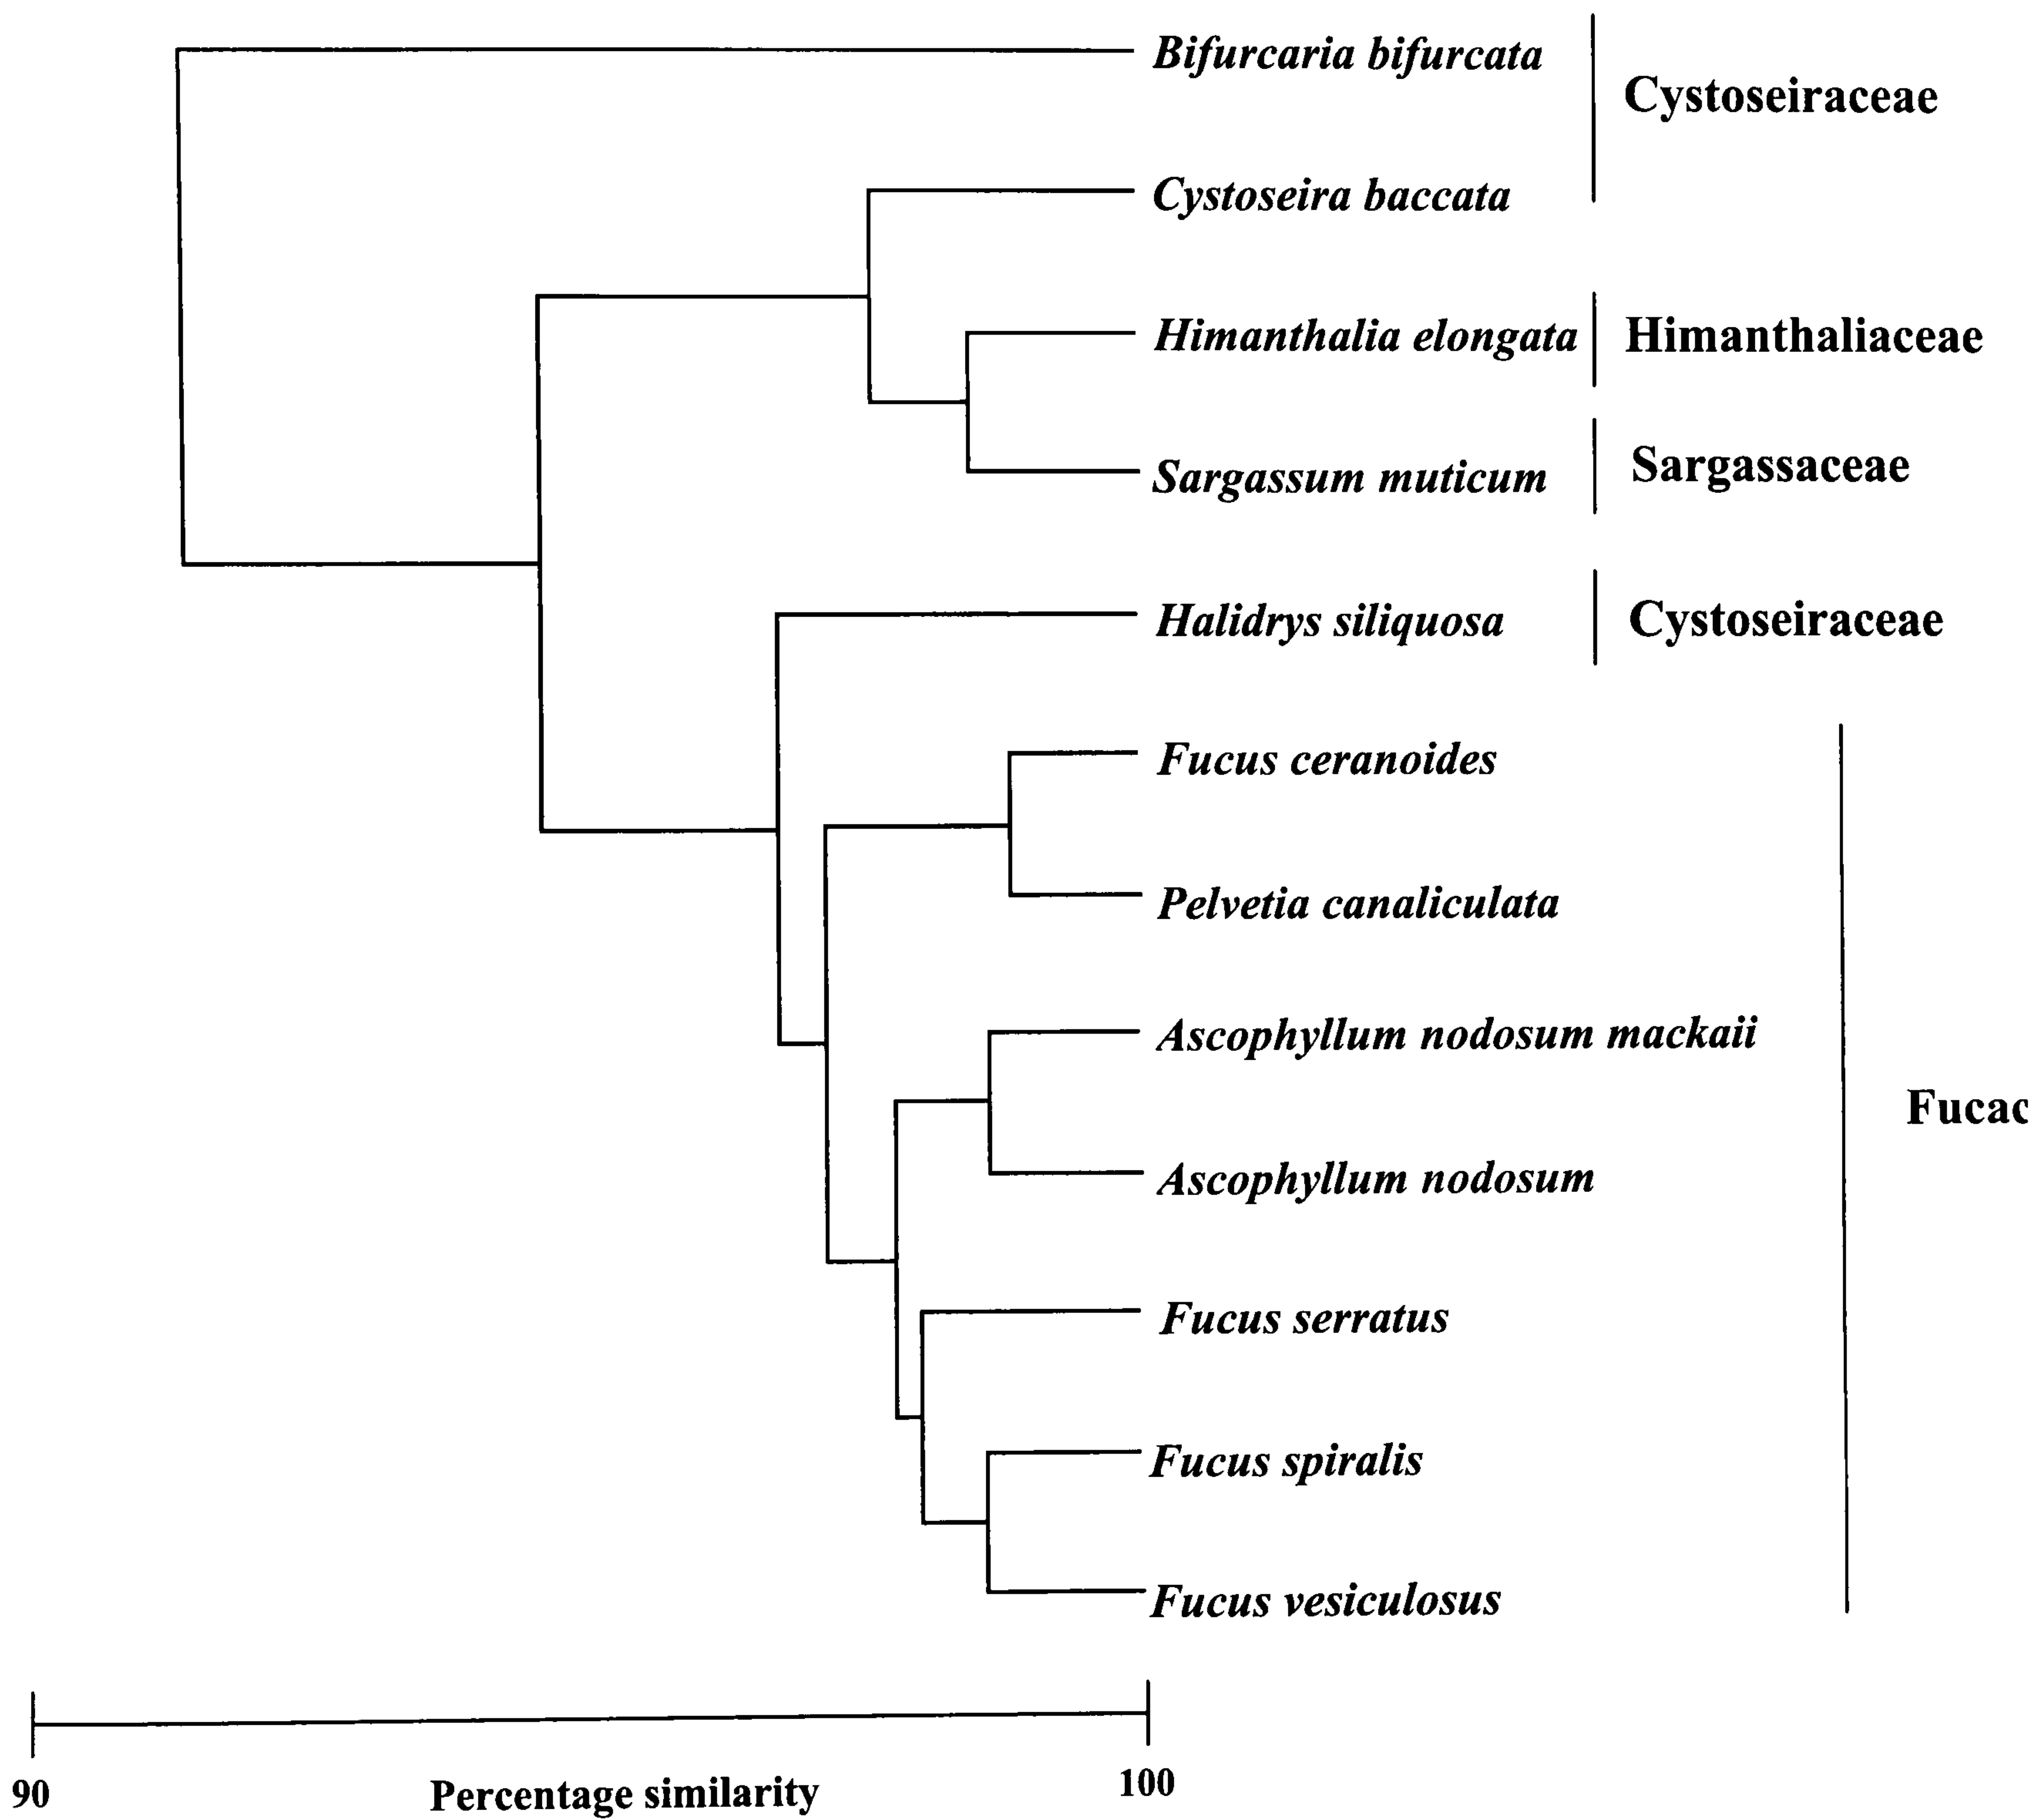 Bifurcaria bifurcata
Cystoseiraceae
Cystoseira baccata
Himanthalia elongata
Himanthaliaceae
Sargassum muticum
Sargassaceae
Halidrys siliquosa
Cystoseiraceae
Fucus ceranoides
Pelvetia canaliculata
Ascophyllum nodosum mackaii
Fucac
Ascophyllum nodosum
Fucus serratus
Fucus spiralis
Fucus vesiculosus
90
100
Percentage similarity